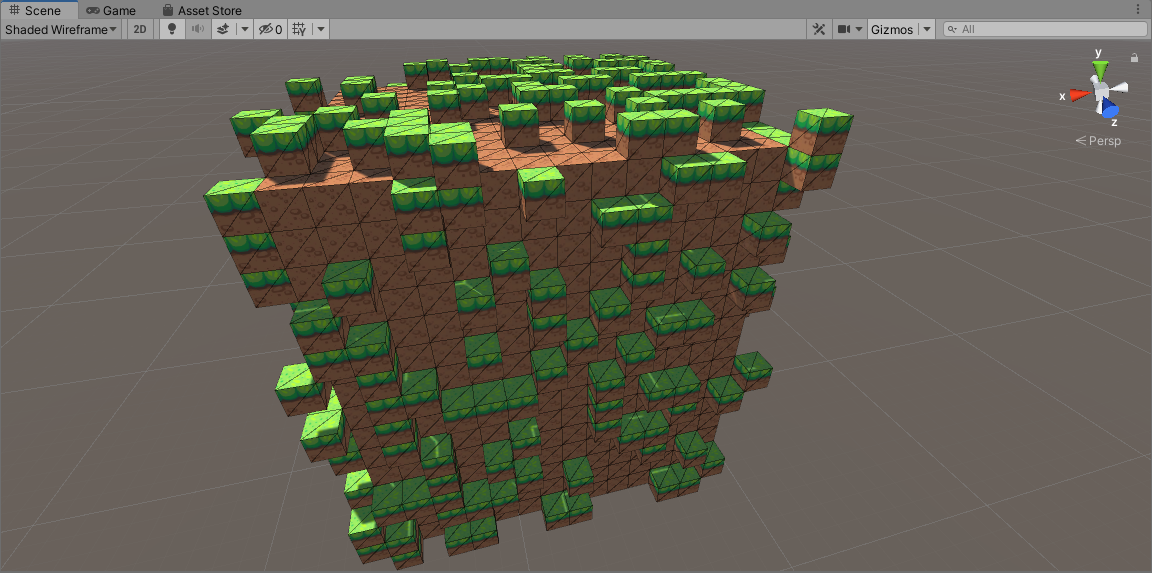 Scene Game Asset Store
Shaded Wireframe 2D 0 Gizmos All
y
x
z
Persp